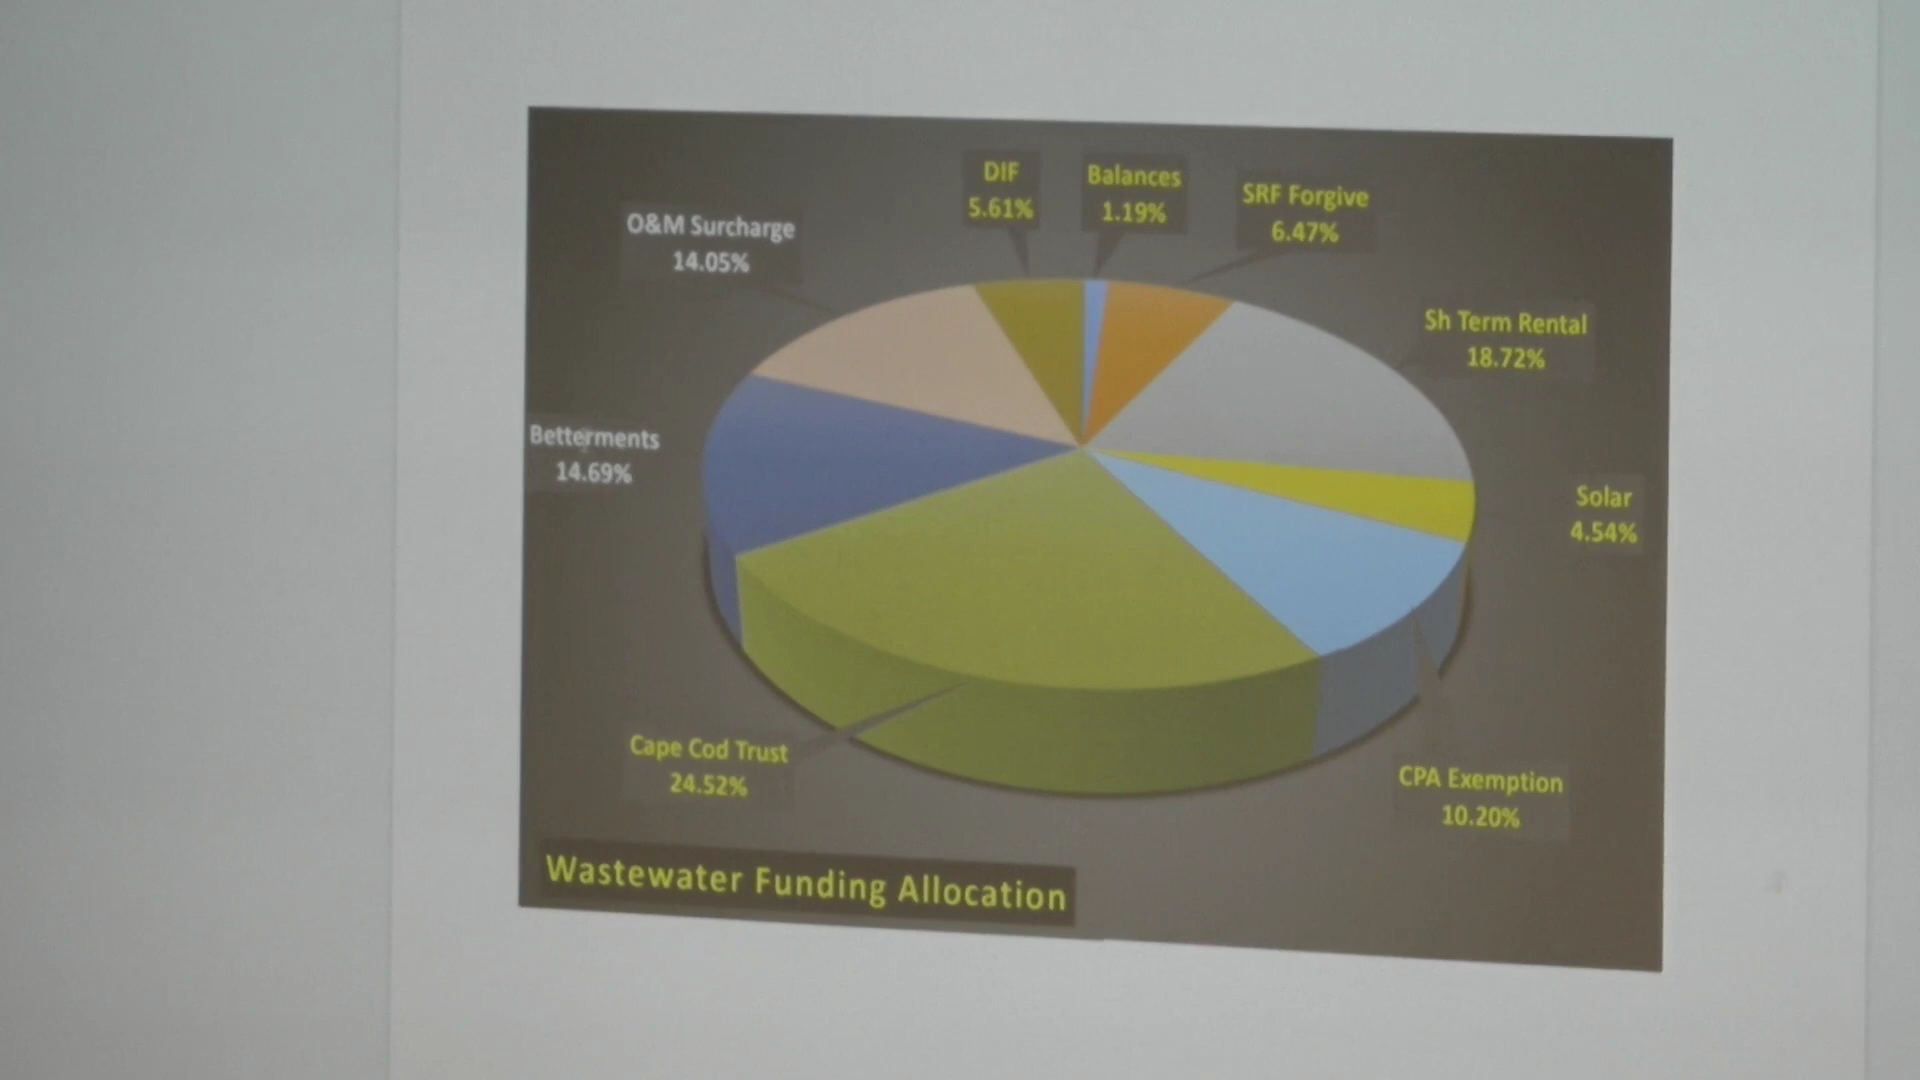 DIF
5.61%
Balances
1.19%
SRF Forgive
6.47%
O&M Surcharge
14.05%
Sh Term Rental
18.72%
Betterments
14.69%
Solar
4.54%
Cape Cod Trust
24.52%
CPA Exemption
10.20%
Wastewater Funding Allocation